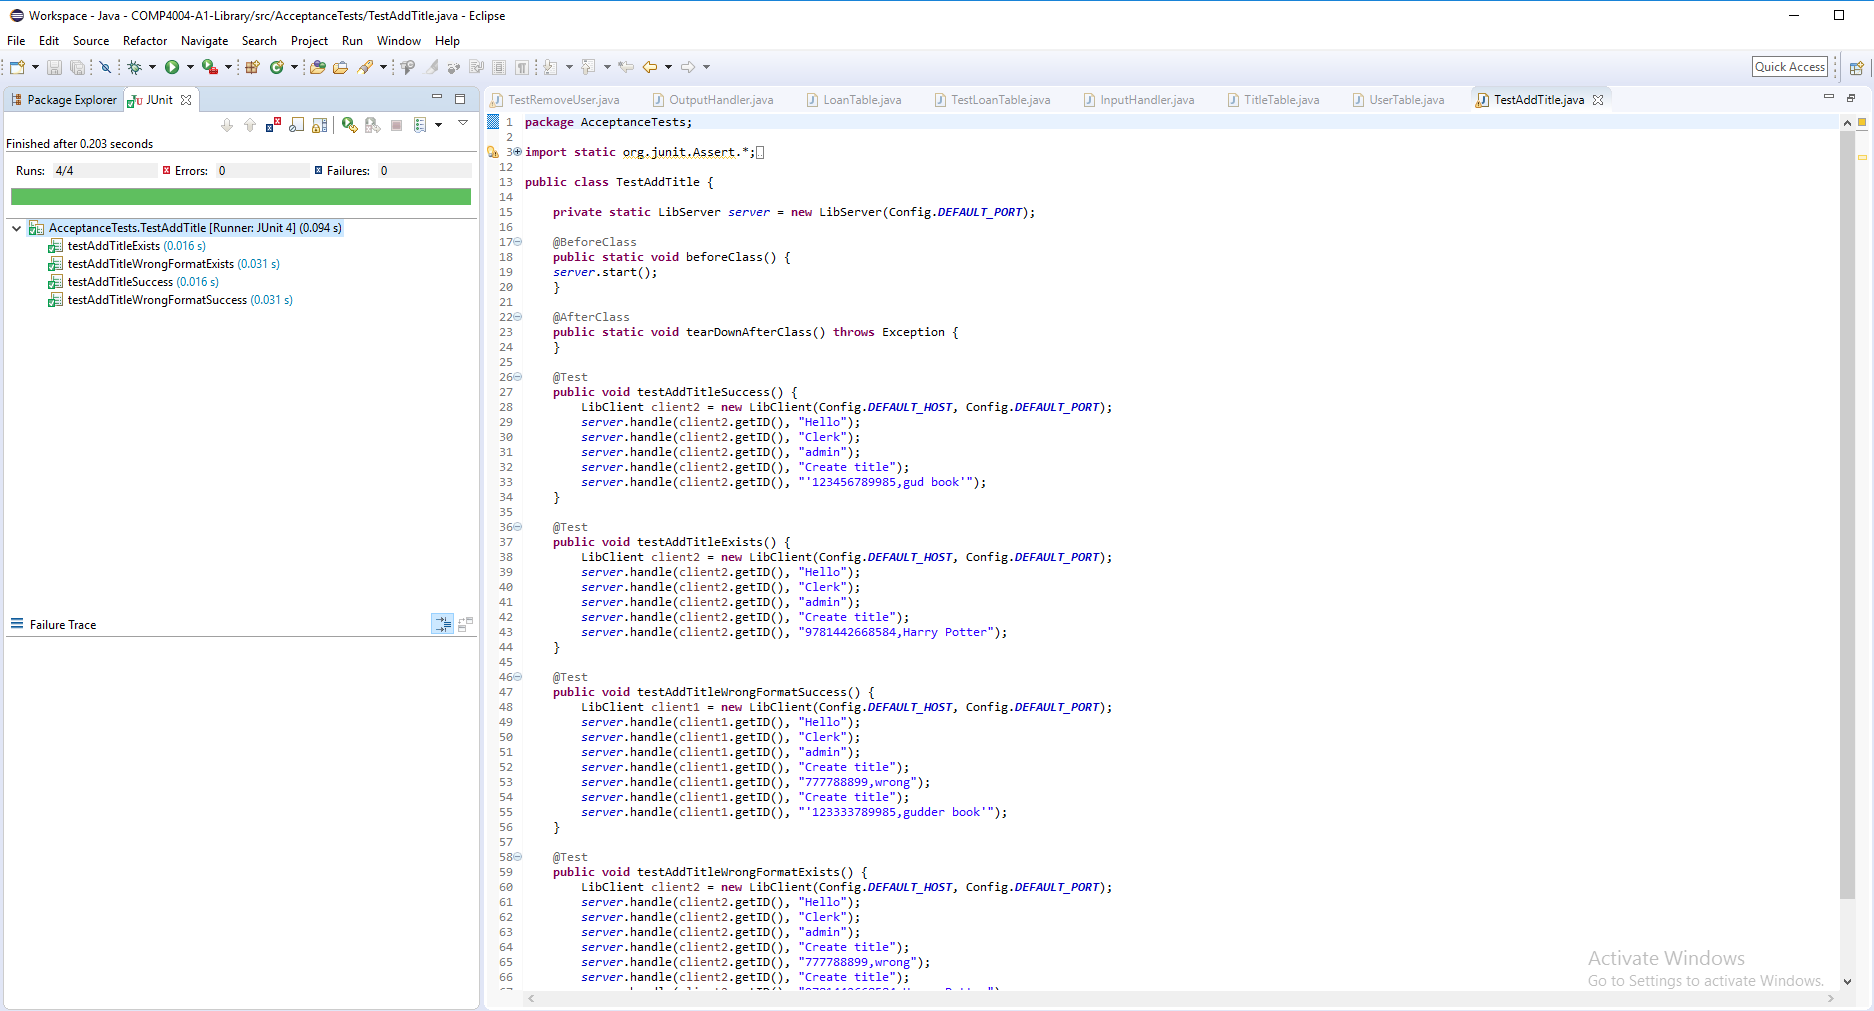 Workspace - Java - COMP4004-A1-Library/src/AcceptanceTests/TestAddTitle.java - Eclipse
File Edit Source Refactor Navigate Search Project Run Window Help
Quick Access
Package Explorer JUnit
Finished after 0.203 seconds
Runs: 4/4 Errors: 0 Failures: 0
AcceptanceTests.TestAddTitle [Runner: JUnit 4] (0.094 s)
testAddTitleExists (0.016 s)
testAddTitleWrongFormatExists (0.031 s)
testAddTitleSuccess (0.016 s)
testAddTitleWrongFormatSuccess (0.031 s)
Failure Trace
TestRemoveUser.java OutputHandler.java LoanTable.java TestLoanTable.java InputHandler.java TitleTable.java UserTable.java TestAddTitle.java
1 package AcceptanceTests;
2
3 import static org.junit.Assert.*;
12
13 public class TestAddTitle {
14
15 private static LibServer server = new LibServer(Config.DEFAULT_PORT);
16
17 @BeforeClass
18 public static void beforeClass() {
19 server.start();
20 }
21
22 @AfterClass
23 public static void tearDownAfterClass() throws Exception {
24 }
25
26 @Test
27 public void testAddTitleSuccess() {
28 LibClient client2 = new LibClient(Config.DEFAULT_HOST, Config.DEFAULT_PORT);
29 server.handle(client2.getID(), "Hello");
30 server.handle(client2.getID(), "Clerk");
31 server.handle(client2.getID(), "admin");
32 server.handle(client2.getID(), "Create title");
33 server.handle(client2.getID(), "'123456789985,gud book'");
34 }
35
36 @Test
37 public void testAddTitleExists() {
38 LibClient client2 = new LibClient(Config.DEFAULT_HOST, Config.DEFAULT_PORT);
39 server.handle(client2.getID(), "Hello");
40 server.handle(client2.getID(), "Clerk");
41 server.handle(client2.getID(), "admin");
42 server.handle(client2.getID(), "Create title");
43 server.handle(client2.getID(), "9781442668584,Harry Potter");
44 }
45
46 @Test
47 public void testAddTitleWrongFormatSuccess() {
48 LibClient client1 = new LibClient(Config.DEFAULT_HOST, Config.DEFAULT_PORT);
49 server.handle(client1.getID(), "Hello");
50 server.handle(client1.getID(), "Clerk");
51 server.handle(client1.getID(), "admin");
52 server.handle(client1.getID(), "Create title");
53 server.handle(client1.getID(), "777788899,wrong");
54 server.handle(client1.getID(), "Create title");
55 server.handle(client1.getID(), "'123333789985,gudder book'");
56 }
57
58 @Test
59 public void testAddTitleWrongFormatExists() {
60 LibClient client2 = new LibClient(Config.DEFAULT_HOST, Config.DEFAULT_PORT);
61 server.handle(client2.getID(), "Hello");
62 server.handle(client2.getID(), "Clerk");
63 server.handle(client2.getID(), "admin");
64 server.handle(client2.getID(), "Create title");
65 server.handle(client2.getID(), "777788899,wrong");
66 server.handle(client2.getID(), "Create title");
Activate Windows
Go to Settings to activate Windows.